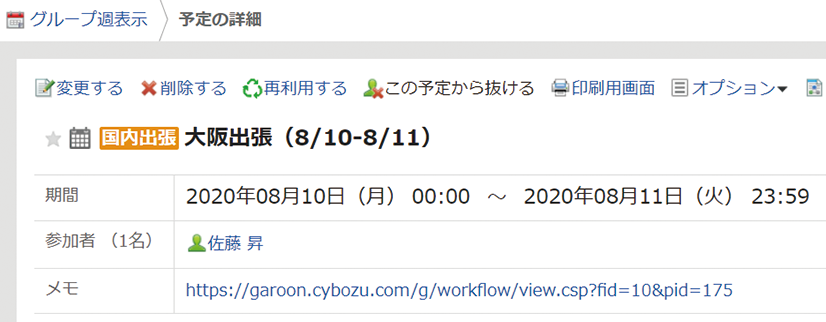 グループ週表示 予定の詳細
変更する 削除する 再利用する この予定から抜ける 印刷用画面 オプション
国内出張 大阪出張（8/10-8/11）
期間 2020年08月10日（月） 00:00 ～ 2020年08月11日（火） 23:59
参加者 （1名） 佐藤 昇
メモ https://garoon.cybozu.com/g/workflow/view.csp?fid=10&pid=175